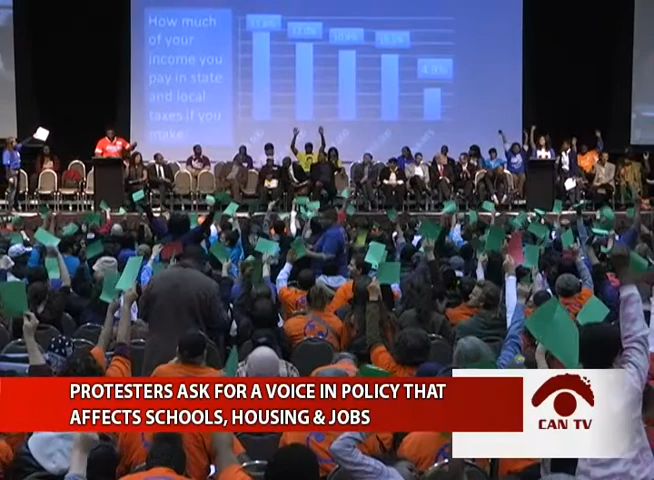 How much
of your
income you
pay in state
and local
taxes if you
make:
PROTESTERS ASK FOR A VOICE IN POLICY THAT
AFFECTS SCHOOLS, HOUSING & JOBS
CAN TV